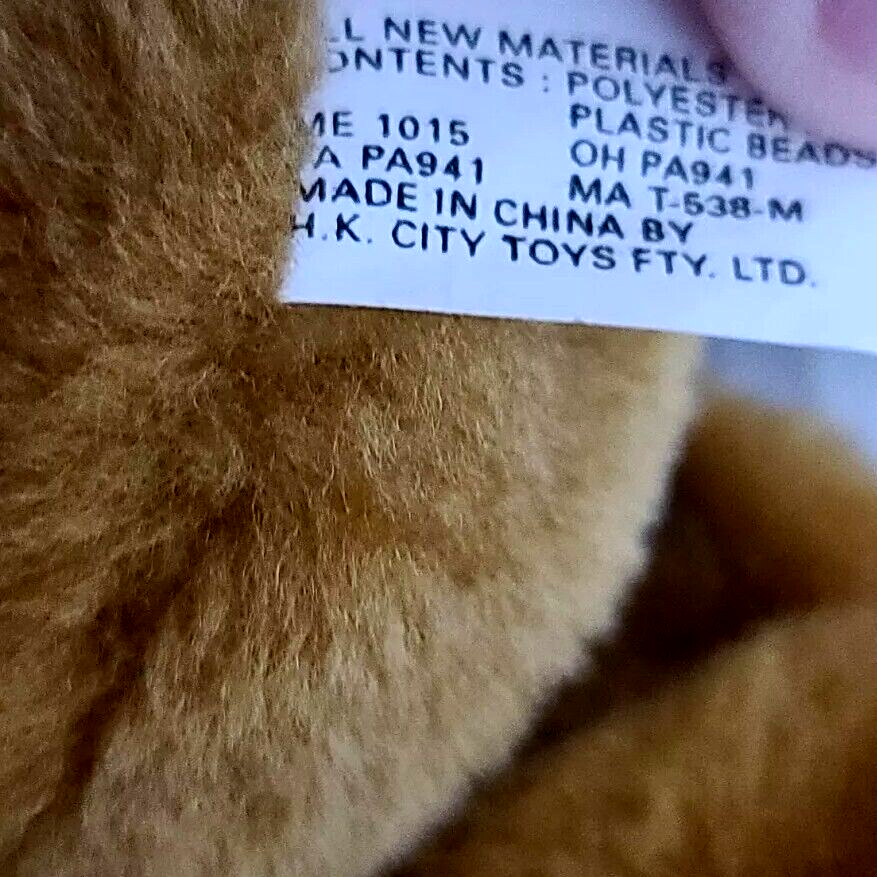 LL NEW MATERIALS
ONTENTS : POLYESTER
PLASTIC BEADS
ME 1015 OH PA941
A PA941 MA T-538-M
MADE IN CHINA BY
H.K. CITY TOYS FTY. LTD.